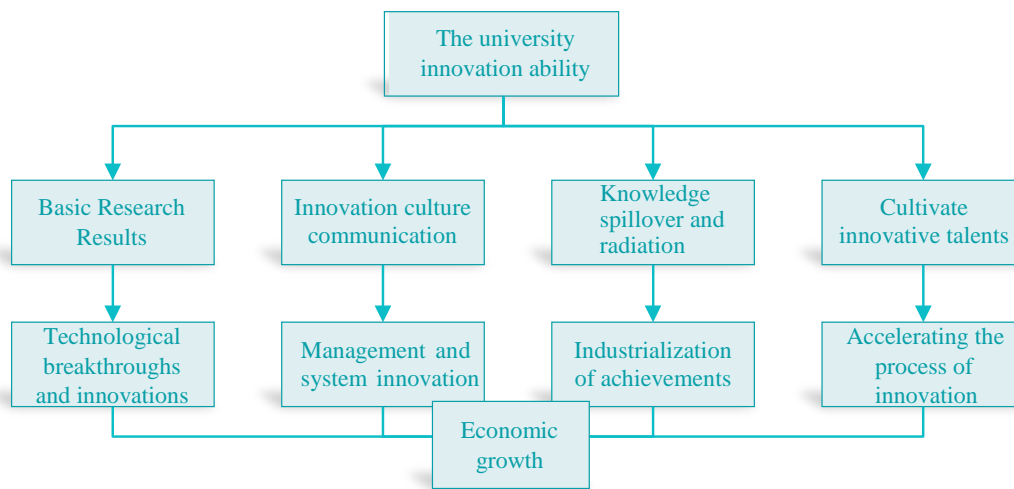 The university
innovation ability
Basic Research
Results
Innovation culture
communication
Knowledge
spillover and
radiation
Cultivate
innovative talents
Technological
breakthroughs
and innovations
Management and
system innovation
Industrialization
of achievements
Accelerating the
process of
innovation
Economic
growth